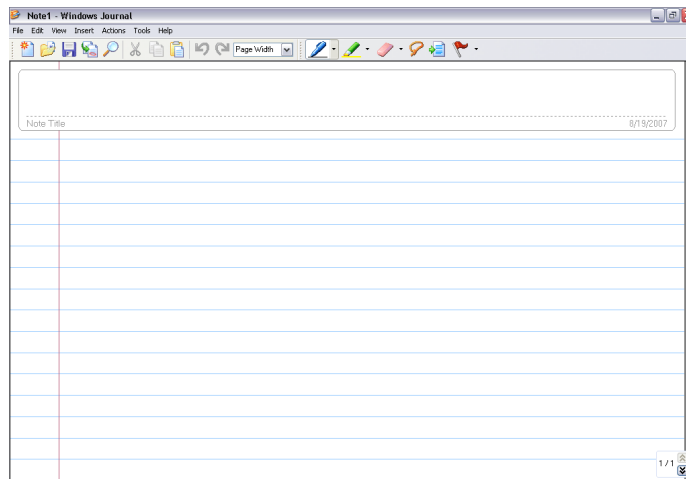 Note1 - Windows Journal
File Edit View Insert Actions Tools Help
Page Width
Note Title 8/19/2007
1 / 1